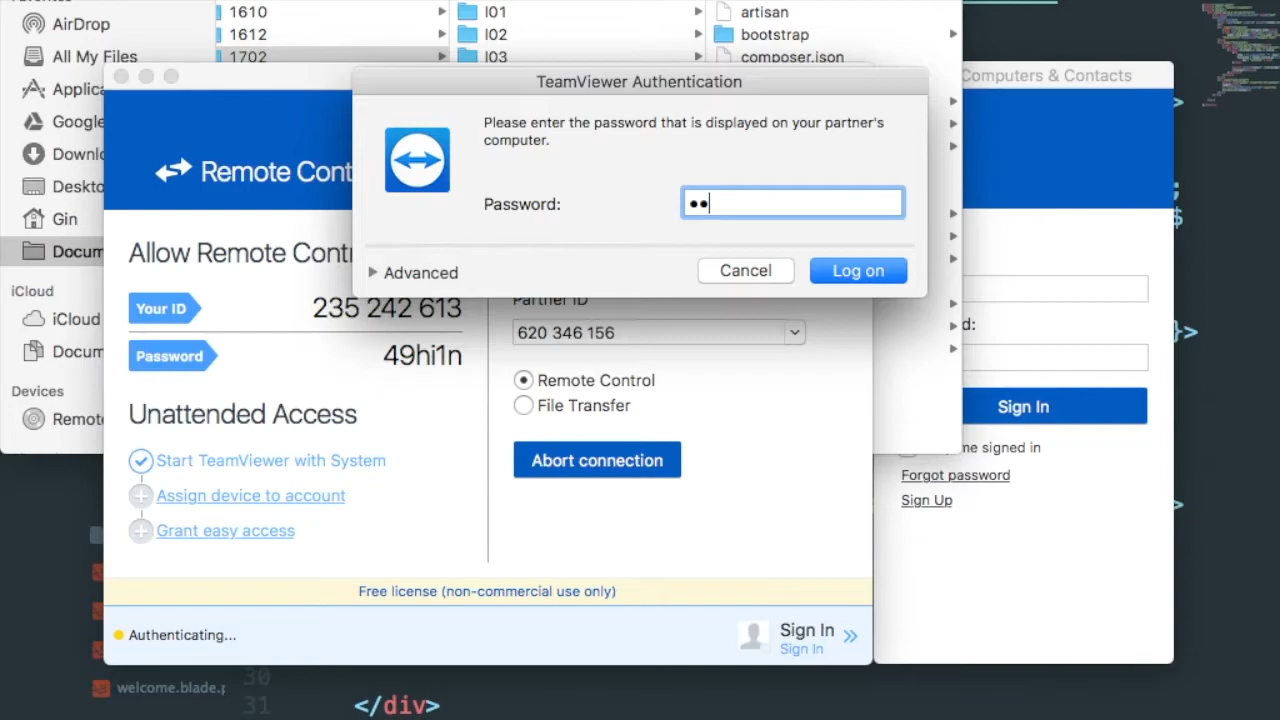 1610
I01
artisan
AirDrop
1612
I02
bootstrap
All My Files
1702
I03
composer.json
TeamViewer Authentication
Computers & Contacts
Applica
Please enter the password that is displayed on your partner's
computer.
Google
Downlo
Remote Cont
Deskto
Password:
••
Gin
Docum
Allow Remote Contr
Advanced
Cancel
Log on
iCloud
Your ID
235 242 613
Partner ID
iCloud
620 346 156
d:
}>
Docum
Password
49hi1n
Devices
Remote Control
Remote
Unattended Access
File Transfer
Sign In
Start TeamViewer with System
Abort connection
me signed in
Forgot password
Assign device to account
Sign Up
Grant easy access
Free license (non-commercial use only)
Authenticating...
Sign In
Sign In
welcome.blade.p
30
31
</div>